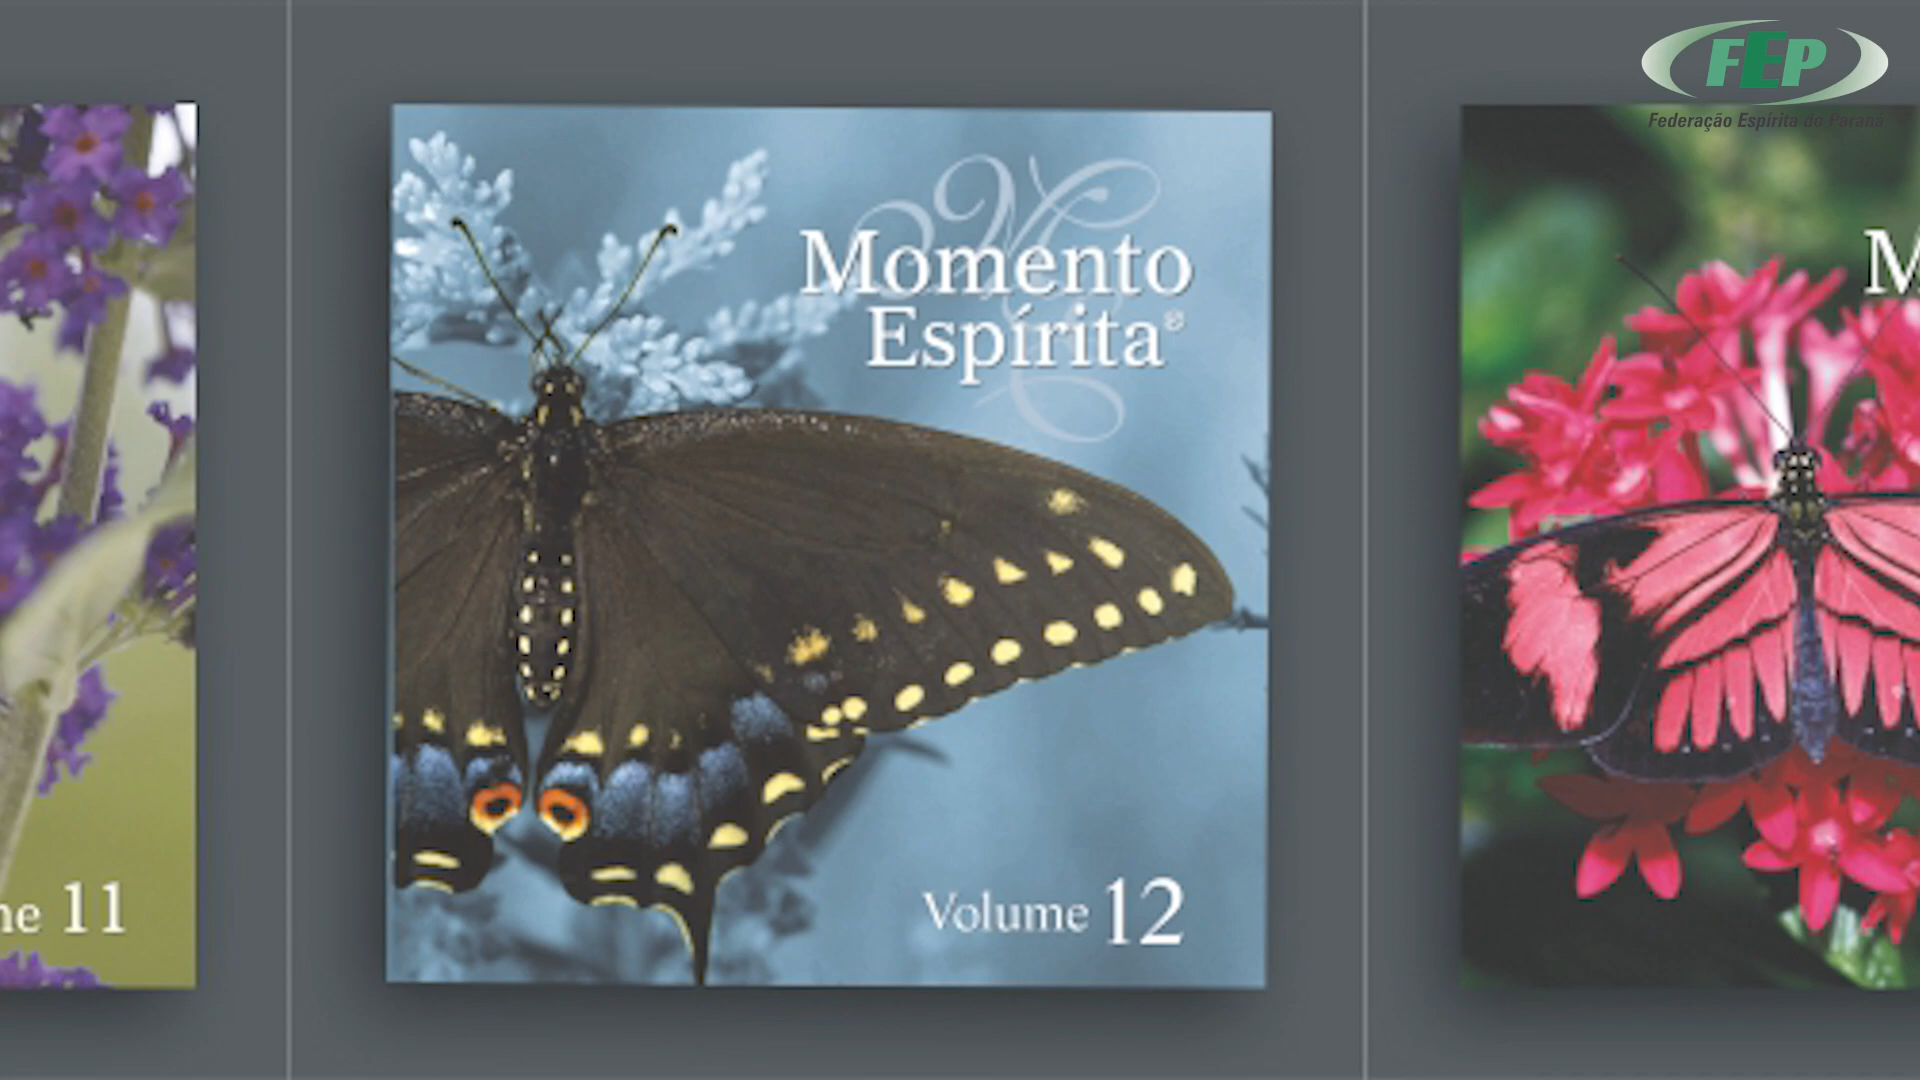 FEP
Federação Espírita do Paraná
Momento
Espírita®
Volume 12
11
M